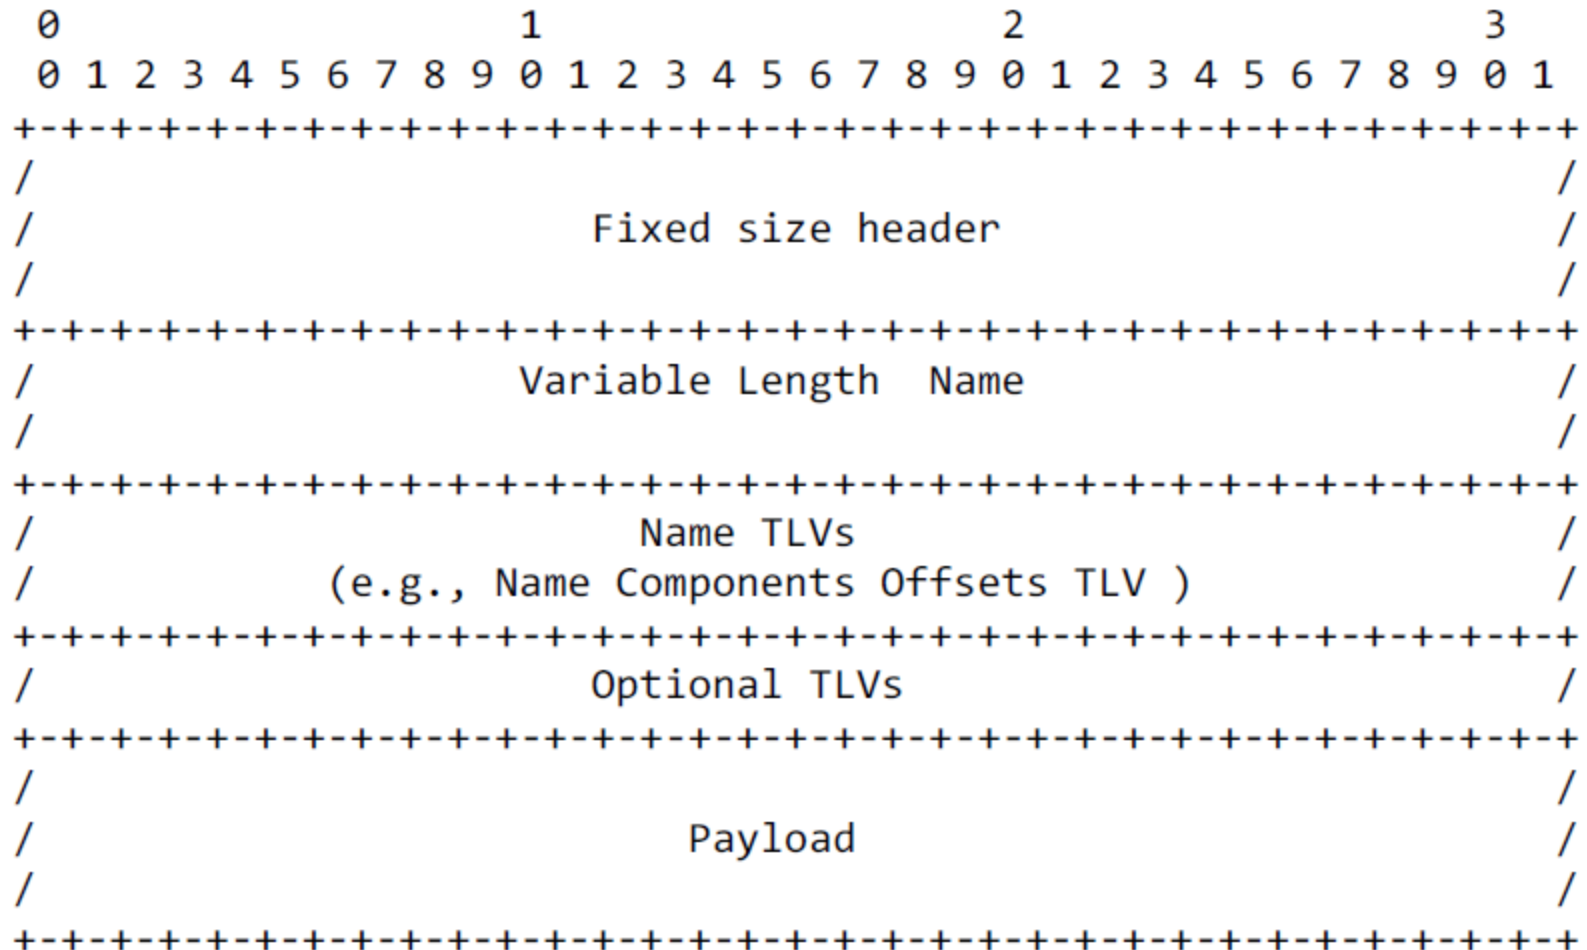 0                   1                   2                   3
 0 1 2 3 4 5 6 7 8 9 0 1 2 3 4 5 6 7 8 9 0 1 2 3 4 5 6 7 8 9 0 1
+-+-+-+-+-+-+-+-+-+-+-+-+-+-+-+-+-+-+-+-+-+-+-+-+-+-+-+-+-+-+-+-+
/                                                               /
/                       Fixed size header                       /
/                                                               /
+-+-+-+-+-+-+-+-+-+-+-+-+-+-+-+-+-+-+-+-+-+-+-+-+-+-+-+-+-+-+-+-+
/                    Variable Length  Name                      /
/                                                               /
+-+-+-+-+-+-+-+-+-+-+-+-+-+-+-+-+-+-+-+-+-+-+-+-+-+-+-+-+-+-+-+-+
/                         Name TLVs                             /
/            (e.g., Name Components Offsets TLV )               /
+-+-+-+-+-+-+-+-+-+-+-+-+-+-+-+-+-+-+-+-+-+-+-+-+-+-+-+-+-+-+-+-+
/                       Optional TLVs                           /
+-+-+-+-+-+-+-+-+-+-+-+-+-+-+-+-+-+-+-+-+-+-+-+-+-+-+-+-+-+-+-+-+
/                                                               /
/                           Payload                             /
/                                                               /
+-+-+-+-+-+-+-+-+-+-+-+-+-+-+-+-+-+-+-+-+-+-+-+-+-+-+-+-+-+-+-+-+